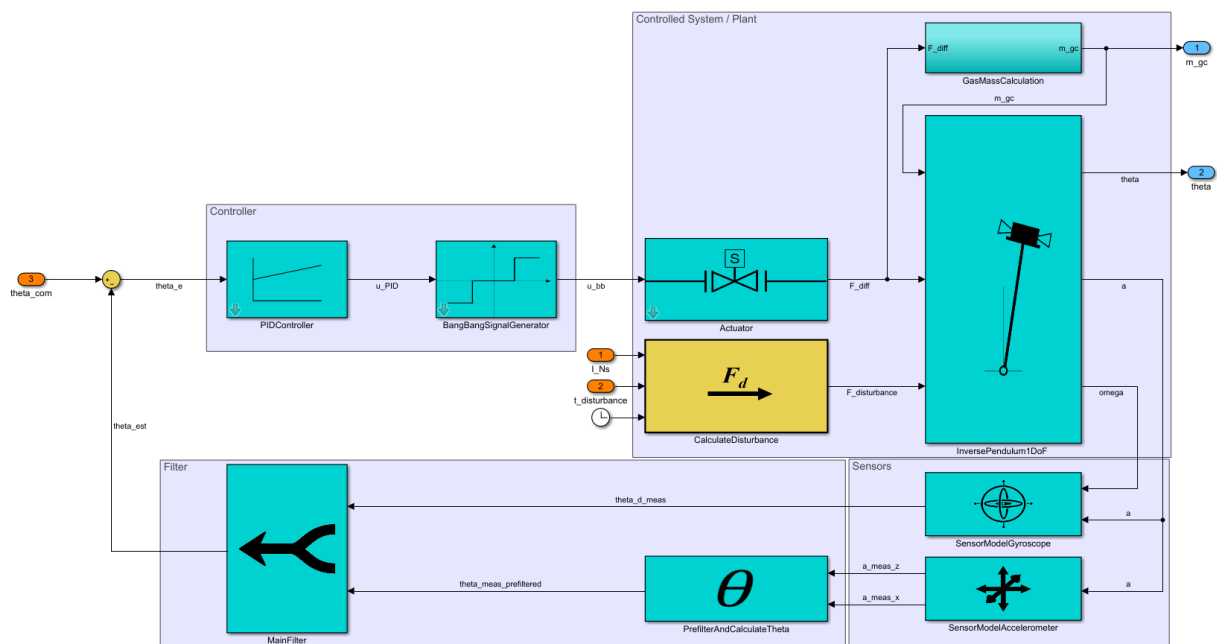 Controlled System / Plant
F_diff
m_gc
GasMassCalculation
1
m_gc
m_gc
theta
2
theta
Controller
3
theta_com
+
-
theta_e
PIDController
u_PID
BangBangSignalGenerator
u_bb
S
Actuator
F_diff
a
1
I_Ns
2
t_disturbance
F_d
CalculateDisturbance
F_disturbance
omega
InversePendulum1DoF
theta_est
Filter
Sensors
theta_d_meas
a
SensorModelGyroscope
MainFilter
theta_meas_prefiltered
θ
PrefilterAndCalculateTheta
a_meas_z
a_meas_x
a
SensorModelAccelerometer